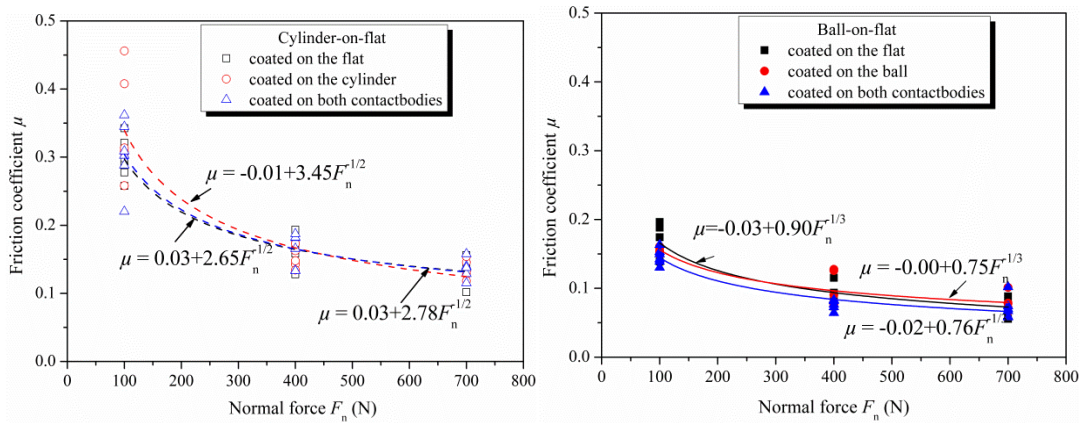 Cylinder-on-flat
coated on the flat
coated on the cylinder
coated on both contactbodies
μ = -0.01+3.45Fn-1/2
μ = 0.03+2.65Fn-1/2
μ = 0.03+2.78Fn-1/2
0.5
0.4
0.3
0.2
0.1
0.0
Friction coefficient μ
0 100 200 300 400 500 600 700 800
Normal force Fn (N)
Ball-on-flat
coated on the flat
coated on the ball
coated on both contactbodies
μ=-0.03+0.90Fn-1/3
μ = -0.00+0.75Fn-1/3
μ = -0.02+0.76Fn-1/3
0.5
0.4
0.3
0.2
0.1
0.0
Friction coefficient μ
0 100 200 300 400 500 600 700 800
Normal force Fn (N)